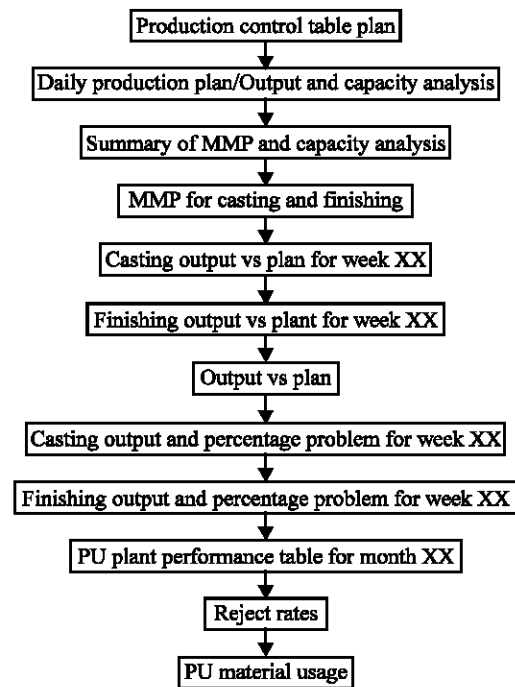 Production control table plan
Daily production plan/Output and capacity analysis
Summary of MMP and capacity analysis
MMP for casting and finishing
Casting output vs plan for week XX
Finishing output vs plant for week XX
Output vs plan
Casting output and percentage problem for week XX
Finishing output and percentage problem for week XX
PU plant performance table for month XX
Reject rates
PU material usage